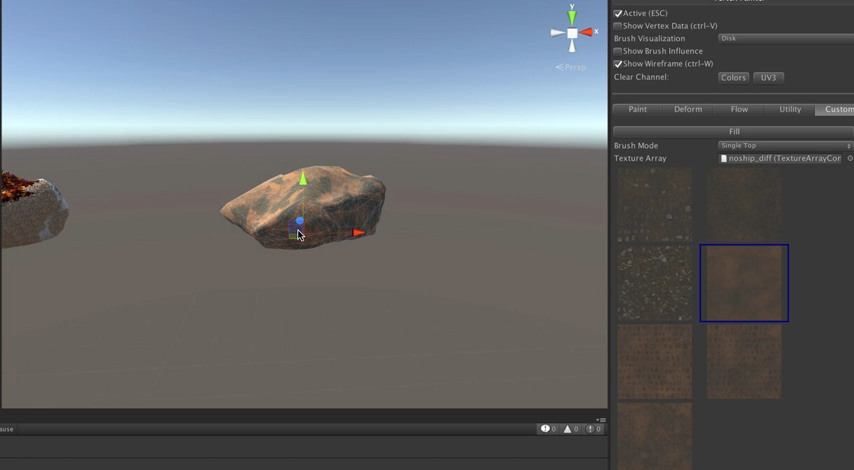 Vertex Painter
y
x
Persp
Active (ESC)
Show Vertex Data (ctrl-V)
Brush Visualization
Disk
Show Brush Influence
Show Wireframe (ctrl-W)
Clear Channel:
Colors
UV3
Paint
Deform
Flow
Utility
Custom
Fill
Brush Mode
Single Top
Texture Array
noship_diff (TextureArrayCor
ause
0
0
0